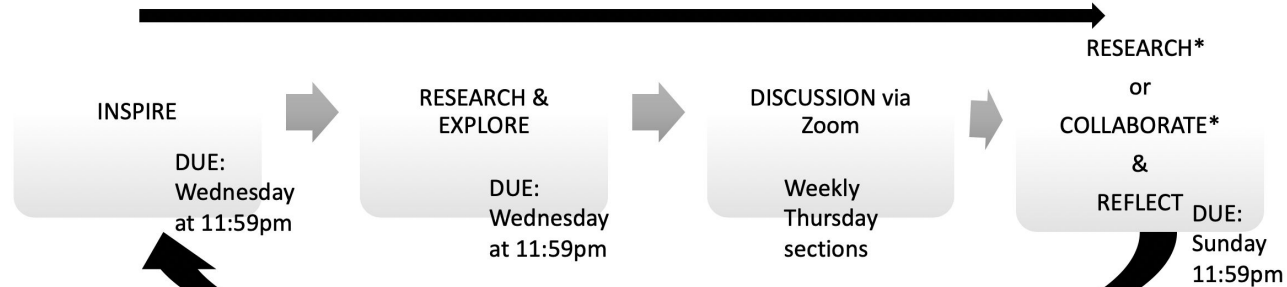 INSPIRE
DUE:
Wednesday
at 11:59pm
RESEARCH &
EXPLORE
DUE:
Wednesday
at 11:59pm
DISCUSSION via
Zoom
Weekly
Thursday
sections
RESEARCH*
or
COLLABORATE*
&
REFLECT
DUE:
Sunday
11:59pm